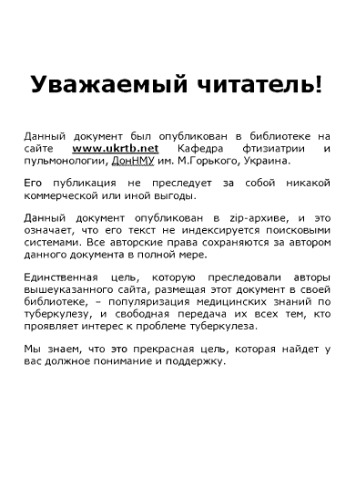 Уважаемый читатель!
Данный документ был опубликован в библиотеке на
сайте www.ukrtb.net Кафедра фтизиатрии и
пульмонологии, ДонНМУ им. М.Горького, Украина.
Его публикация не преследует за собой никакой
коммерческой или иной выгоды.
Данный документ опубликован в zip-архиве, и это
означает, что его текст не индексируется поисковыми
системами. Все авторские права сохраняются за автором
данного документа в полной мере.
Единственная цель, которую преследовали авторы
вышеуказанного сайта, размещая этот документ в своей
библиотеке, – популяризация медицинских знаний по
туберкулезу, и свободная передача их всех тем, кто
проявляет интерес к проблеме туберкулеза.
Мы знаем, что это прекрасная цель, которая найдет у
вас должное понимание и поддержку.